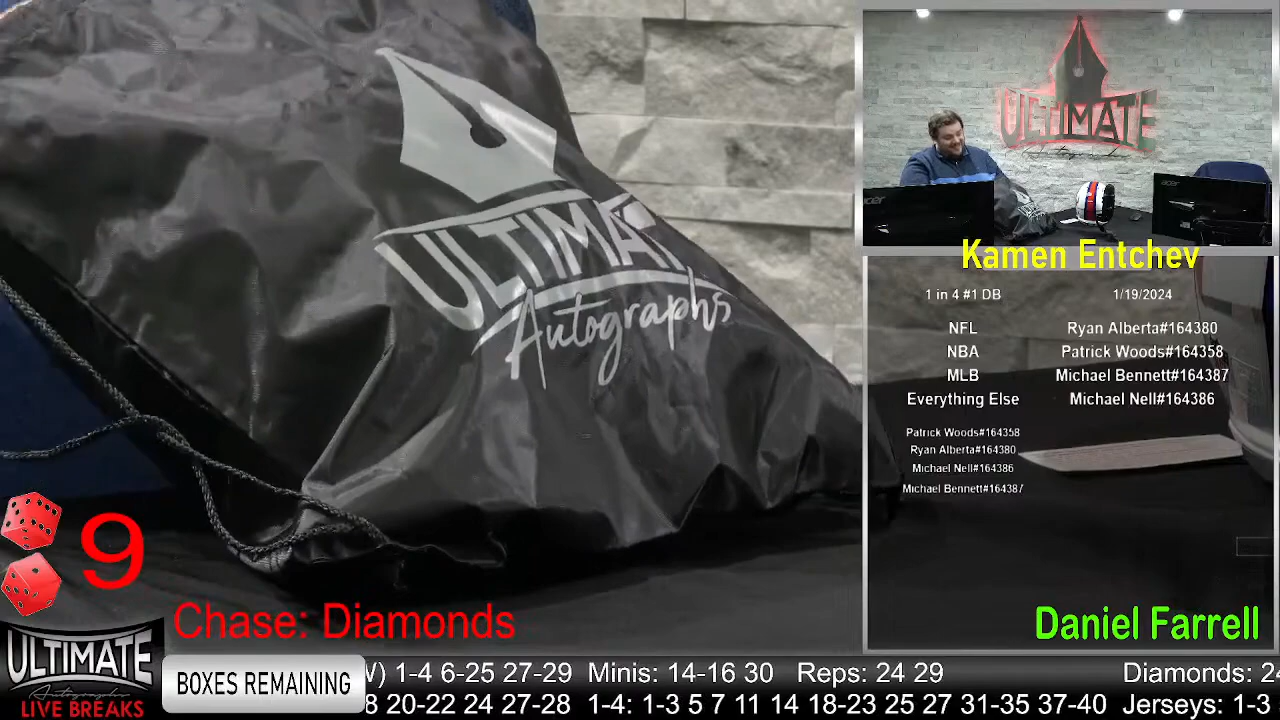 ULTIMAT
Autographs
ULTIMATE
acer
acer
Kamen Entchev
1 in 4 #1 DB 1/19/2024
NFL Ryan Alberta#164380
NBA Patrick Woods#164358
MLB Michael Bennett#164387
Everything Else Michael Nell#164386
Patrick Woods#164358
Ryan Alberta#164380
Michael Nell#164386
Michael Bennett#164387
Daniel Farrell
9
Chase: Diamonds
ULTIMATE
Autographs
LIVE BREAKS
BOXES REMAINING
W) 1-4 6-25 27-29 Minis: 14-16 30 Reps: 24 29 Diamonds: 24
8 20-22 24 27-28 1-4: 1-3 5 7 11 14 18-23 25 27 31-35 37-40 Jerseys: 1-3